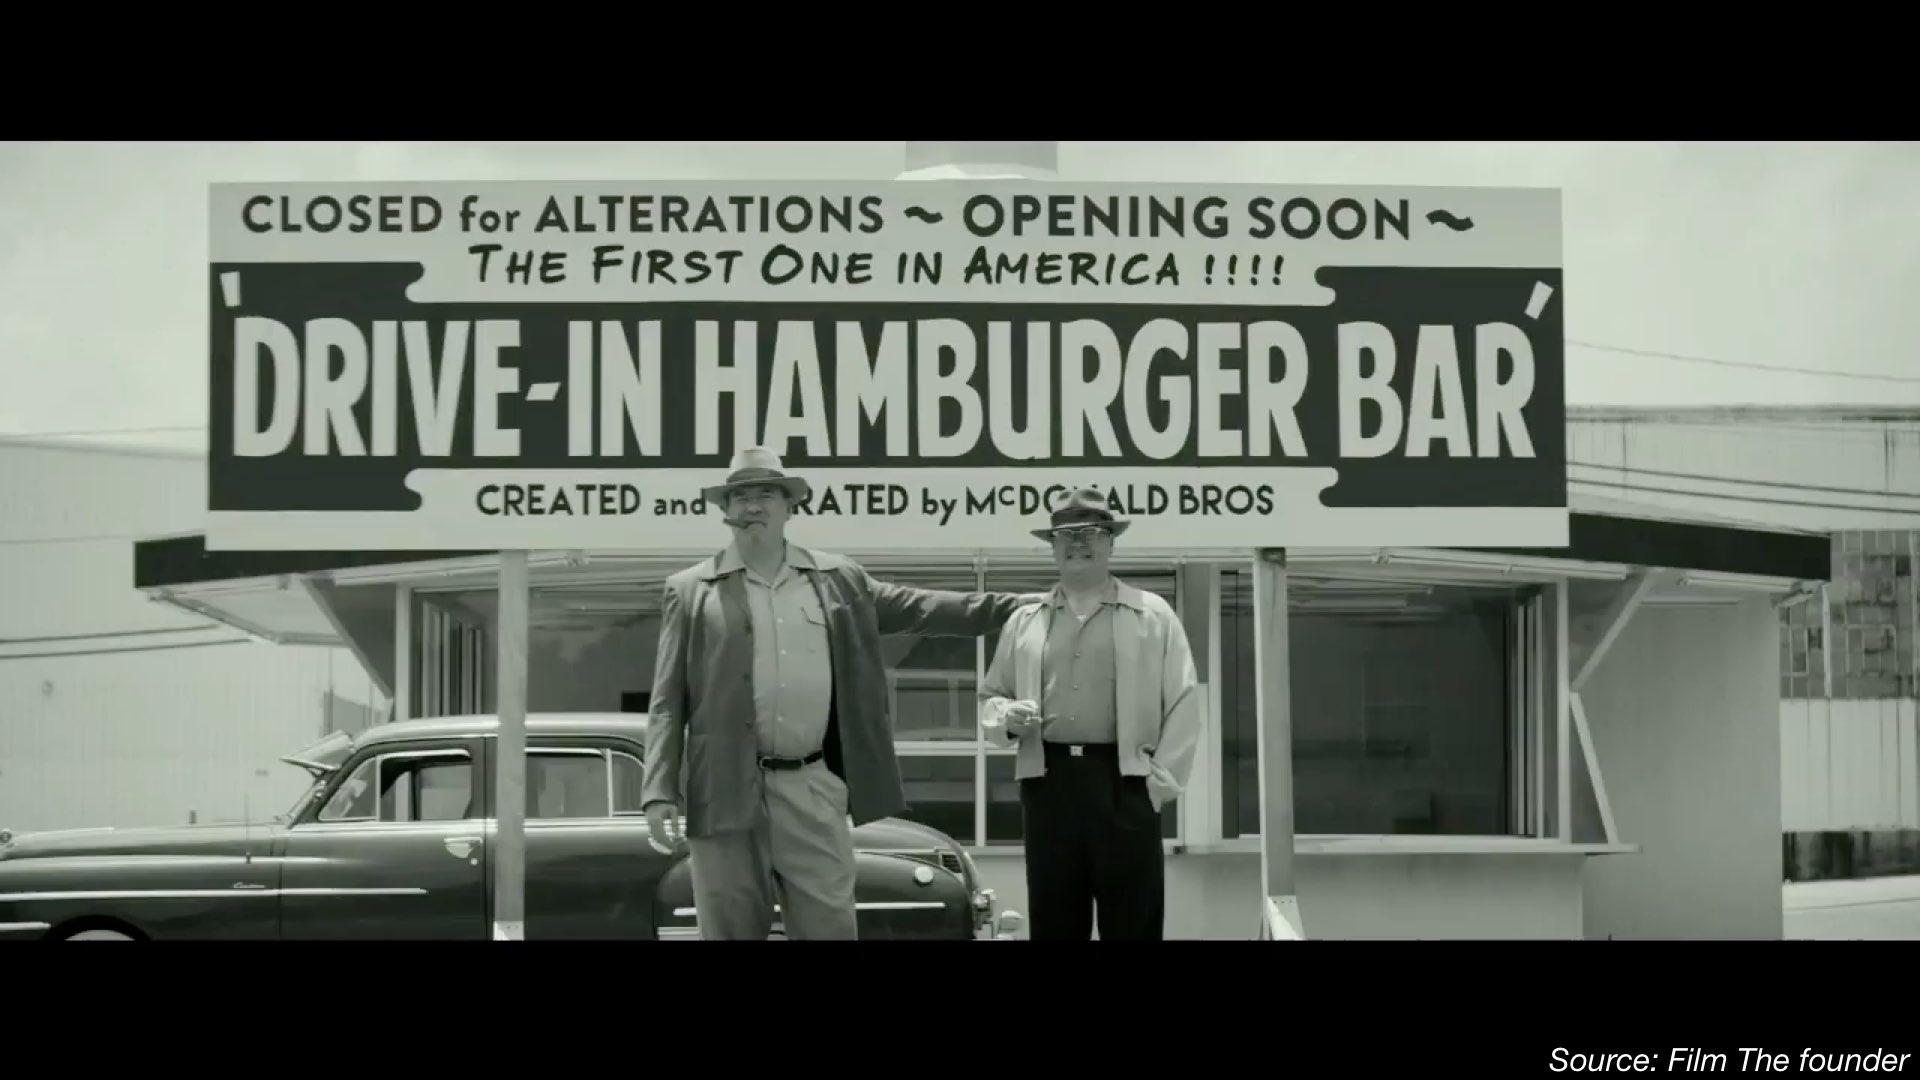 CLOSED for ALTERATIONS ~ OPENING SOON ~
THE FIRST ONE IN AMERICA !!!!
'DRIVE-IN HAMBURGER BAR'
CREATED and by BROS
Source: Film The founder